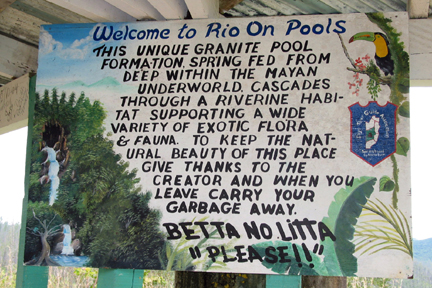 Welcome to Rio On Pools
THIS UNIQUE GRANITE POOL
FORMATION, SPRING FED FROM
DEEP WITHIN THE MAYAN
UNDERWORLD, CASCADES
THROUGH A RIVERINE HABI-
TAT SUPPORTING A WIDE
VARIETY OF EXOTIC FLORA
& FAUNA. TO KEEP THE NAT-
URAL BEAUTY OF THIS PLACE
GIVE THANKS TO THE
CREATOR AND WHEN YOU
LEAVE CARRY YOUR
GARBAGE AWAY.
BETTA NO LITTA
"PLEASE!!"